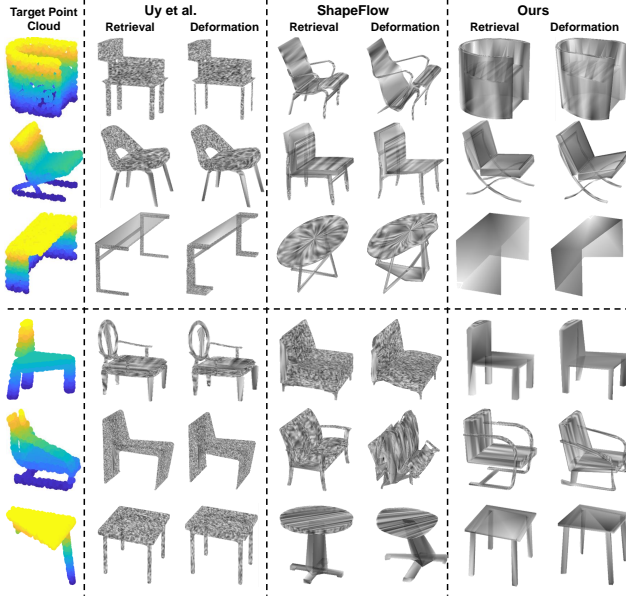 Target Point
Cloud
Uy et al.
Retrieval Deformation
ShapeFlow
Retrieval Deformation
Ours
Retrieval Deformation